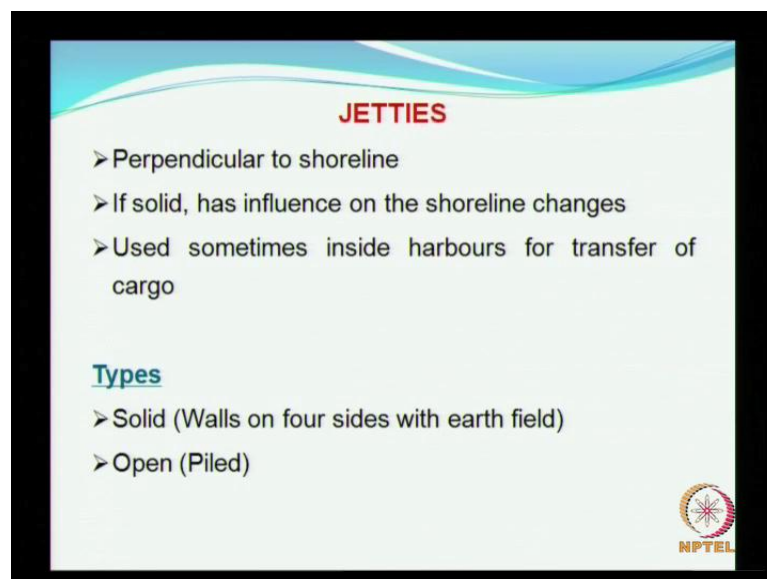 JETTIES
➢Perpendicular to shoreline
➢If solid, has influence on the shoreline changes
➢Used sometimes inside harbours for transfer of
cargo
Types
➢Solid (Walls on four sides with earth field)
➢Open (Piled)
NPTEL